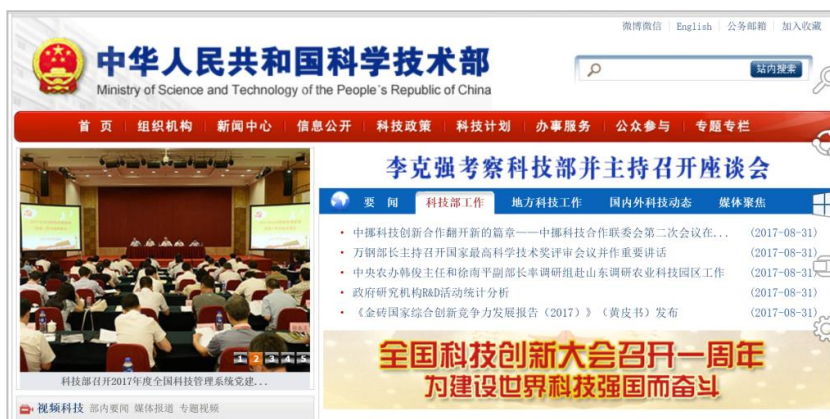 微博微信 English 公务邮箱 加入收藏
中华人民共和国科学技术部
Ministry of Science and Technology of the People's Republic of China
站内搜索
首 页 组织机构 新闻中心 信息公开 科技政策 科技计划 办事服务 公众参与 专题专栏
李克强考察科技部并主持召开座谈会
要 闻 科技部工作 地方科技工作 国内外科技动态 媒体聚焦
· 中挪科技创新合作翻开新的篇章——中挪科技合作联委会第二次会议在... (2017-08-31)
· 万钢部长主持召开国家最高科学技术奖评审会议并作重要讲话 (2017-08-31)
· 中央农办韩俊主任和徐南平副部长率调研组赴山东调研农业科技园区工作 (2017-08-31)
· 政府研究机构R&D活动统计分析 (2017-08-31)
· 《金砖国家综合创新竞争力发展报告（2017）》（黄皮书）发布 (2017-08-31)
1 2 3 4 5
科技部召开2017年度全国科技管理系统党建...
全国科技创新大会召开一周年
为建设世界科技强国而奋斗
视频科技 部内要闻 媒体报道 专题视频